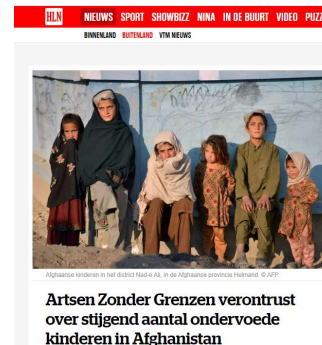 HLN NIEUWS SPORT SHOWBIZZ NINA IN DE BUURT VIDEO PUZZ
BINNENLAND BUITENLAND VTM NIEUWS
Afghaanse kinderen in het district Nad-e Ali, in de Afghaanse provincie Helmand. © AFP
Artsen Zonder Grenzen verontrust
over stijgend aantal ondervoede
kinderen in Afghanistan